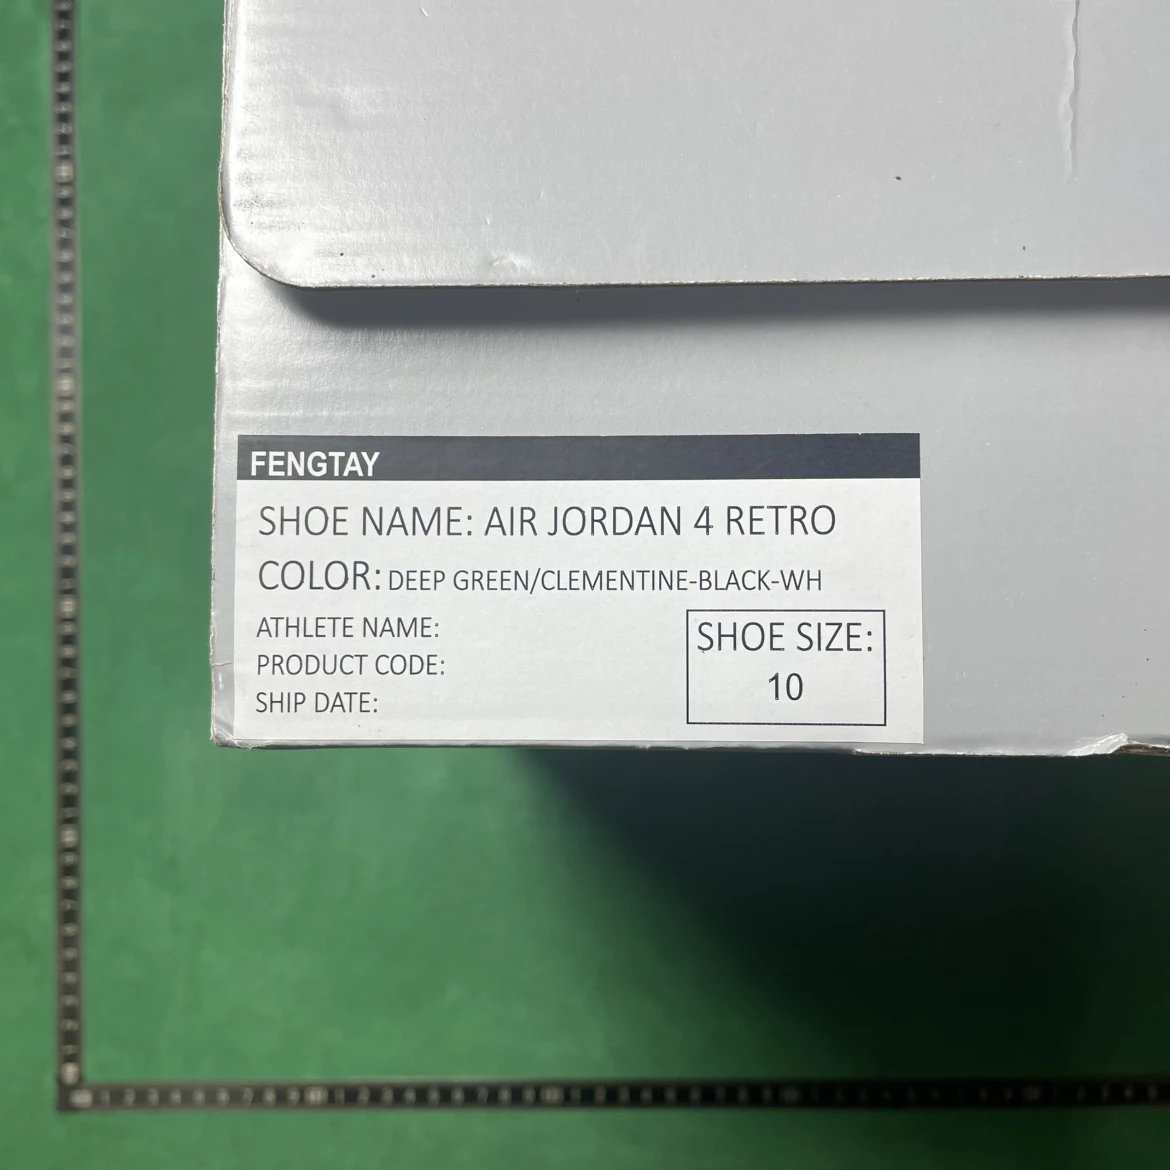 FENGTAY
SHOE NAME: AIR JORDAN 4 RETRO
COLOR: DEEP GREEN/CLEMENTINE-BLACK-WH
ATHLETE NAME:
PRODUCT CODE:
SHIP DATE:
SHOE SIZE:
10